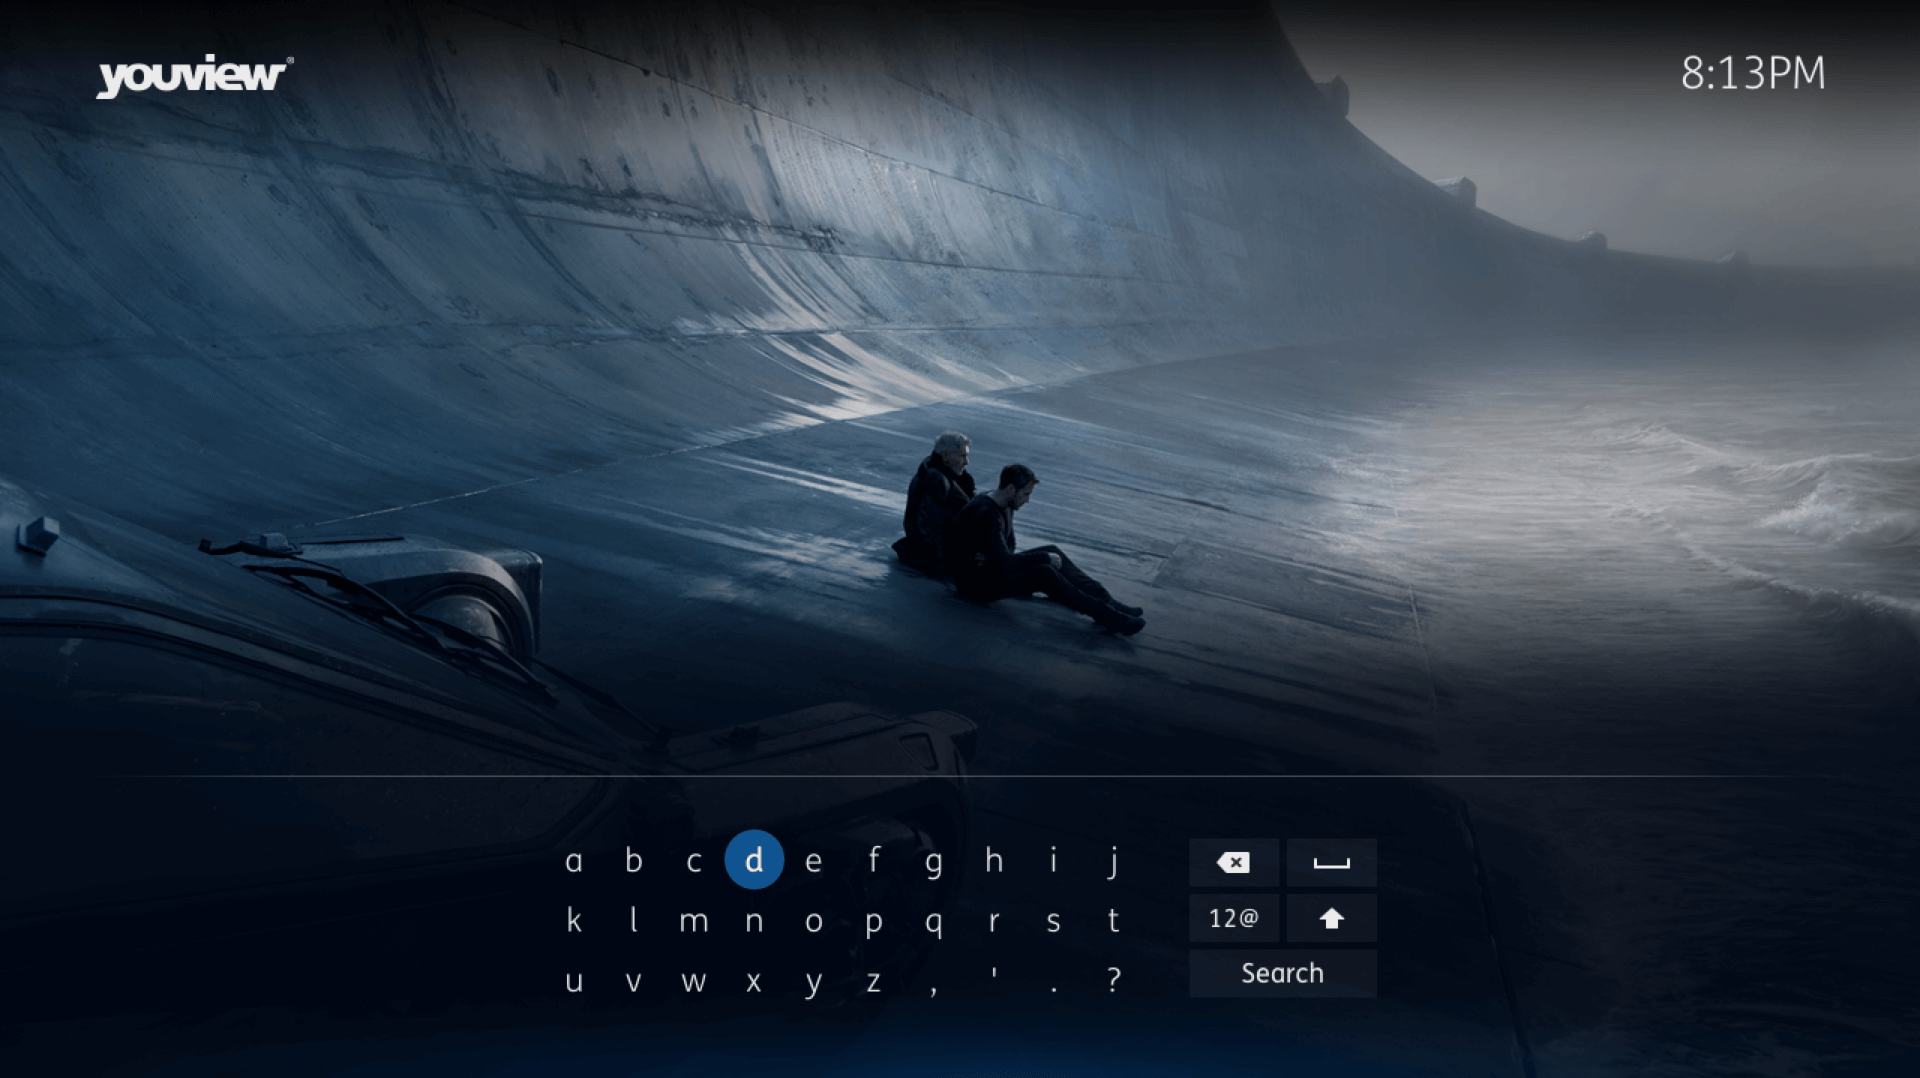 youview®
8:13PM
a b c d e f g h i j
k l m n o p q r s t 12@
u v w x y z , ' . ? Search